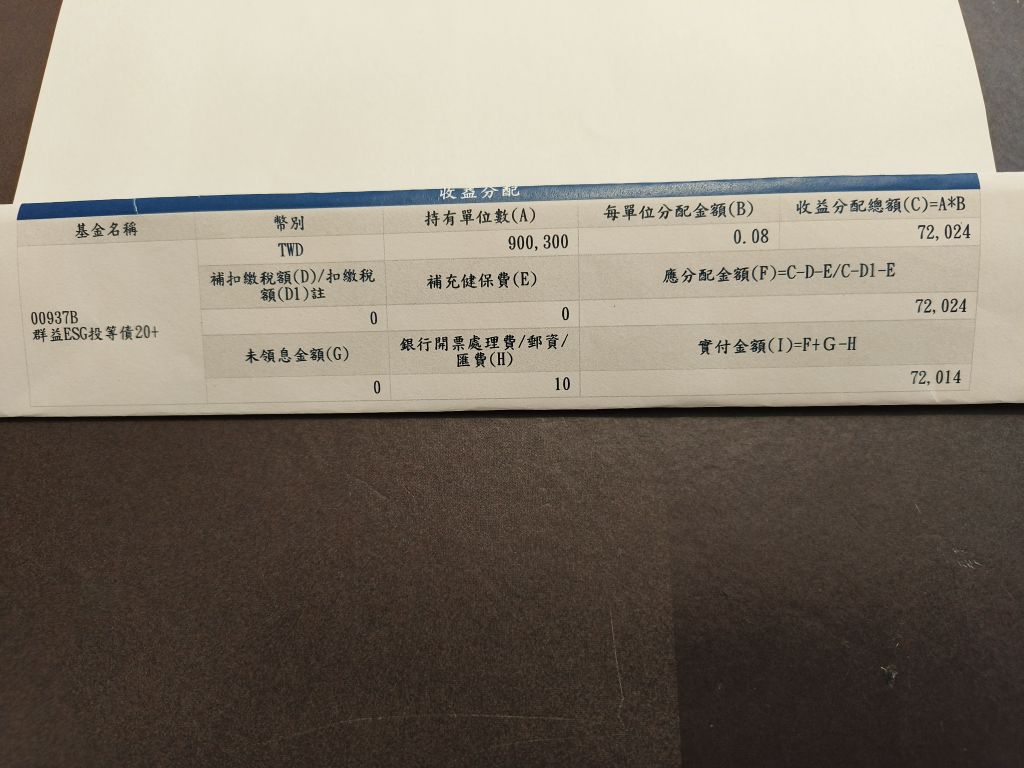 收益分配
基金名稱 幣別 持有單位數(A) 每單位分配金額(B) 收益分配總額(C)=A*B
TWD 900,300 0.08 72,024
補扣繳稅額(D)/扣繳稅
額(D1)註 補充健保費(E) 應分配金額(F)=C-D-E/C-D1-E
00937B
群益ESG投等債20+
0 0 72,024
未領息金額(G) 銀行開票處理費/郵資/
匯費(H) 實付金額(I)=F+G-H
0 10 72,014